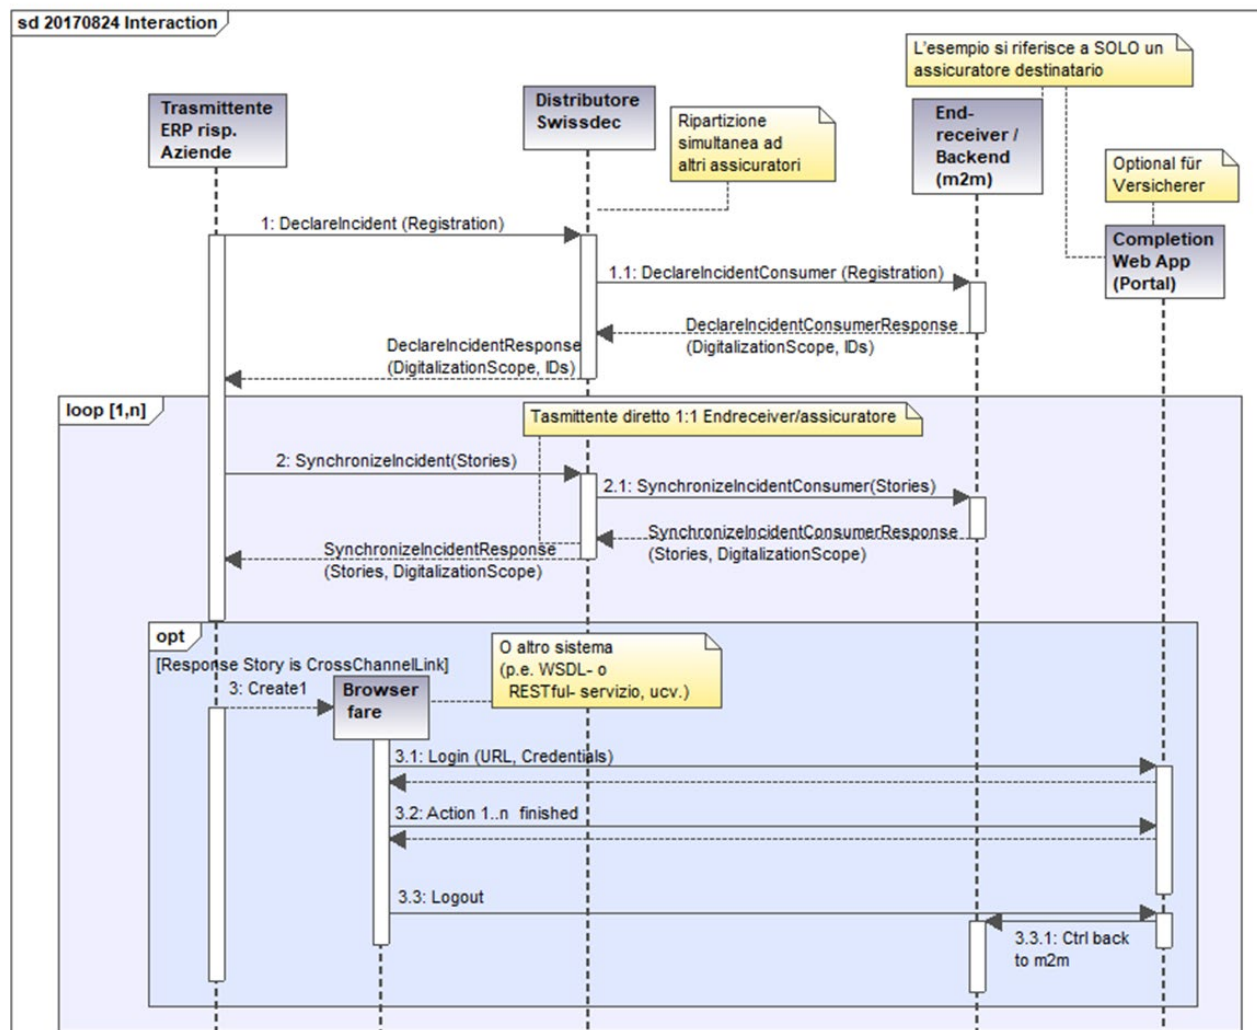 sd 20170824 Interaction
L'esempo si riferisce a SOLO un
assicuratore destinatario
Trasmittente
ERP risp.
Aziende
Distributore
Swissdec
Ripartizione
simultanea ad
altri assicuratori
End-
receiver /
Backend
(m2m)
Optional für
Versicherer
Completion
Web App
(Portal)
1: DeclareIncident (Registration)
1.1: DeclareIncidentConsumer (Registration)
DeclareIncidentConsumerResponse
(DigitalizationScope, IDs)
DeclareIncidentResponse
(DigitalizationScope, IDs)
loop [1,n]
Tasmittente diretto 1:1 Endreceiver/assicuratore
2: SynchronizeIncident(Stories)
2.1: SynchronizeIncidentConsumer(Stories)
SynchronizeIncidentConsumerResponse
(Stories, DigitalizationScope)
SynchronizeIncidentResponse
(Stories, DigitalizationScope)
opt
[Response Story is CrossChannelLink]
O altro sistema
(p.e. WSDL- o
RESTful- servizio, ucv.)
3: Create1
Browser
fare
3.1: Login (URL, Credentials)
3.2: Action 1..n finished
3.3: Logout
3.3.1: Ctrl back
to m2m